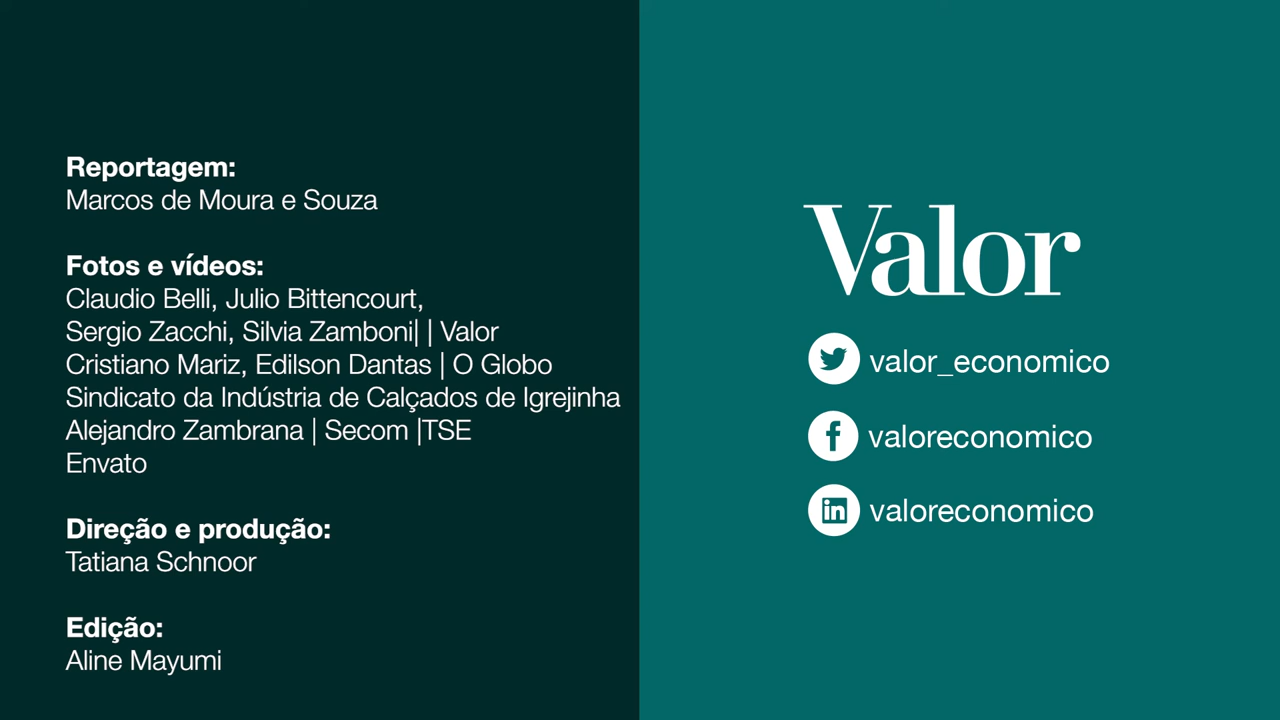 Reportagem:
Marcos de Moura e Souza
Fotos e vídeos:
Claudio Belli, Julio Bittencourt,
Sergio Zacchi, Silvia Zamboni| | Valor
Cristiano Mariz, Edilson Dantas | O Globo
Sindicato da Indústria de Calçados de Igrejinha
Alejandro Zambrana | Secom |TSE
Envato
Direção e produção:
Tatiana Schnoor
Edição:
Aline Mayumi
Valor
valor_economico
valoreconomico
valoreconomico